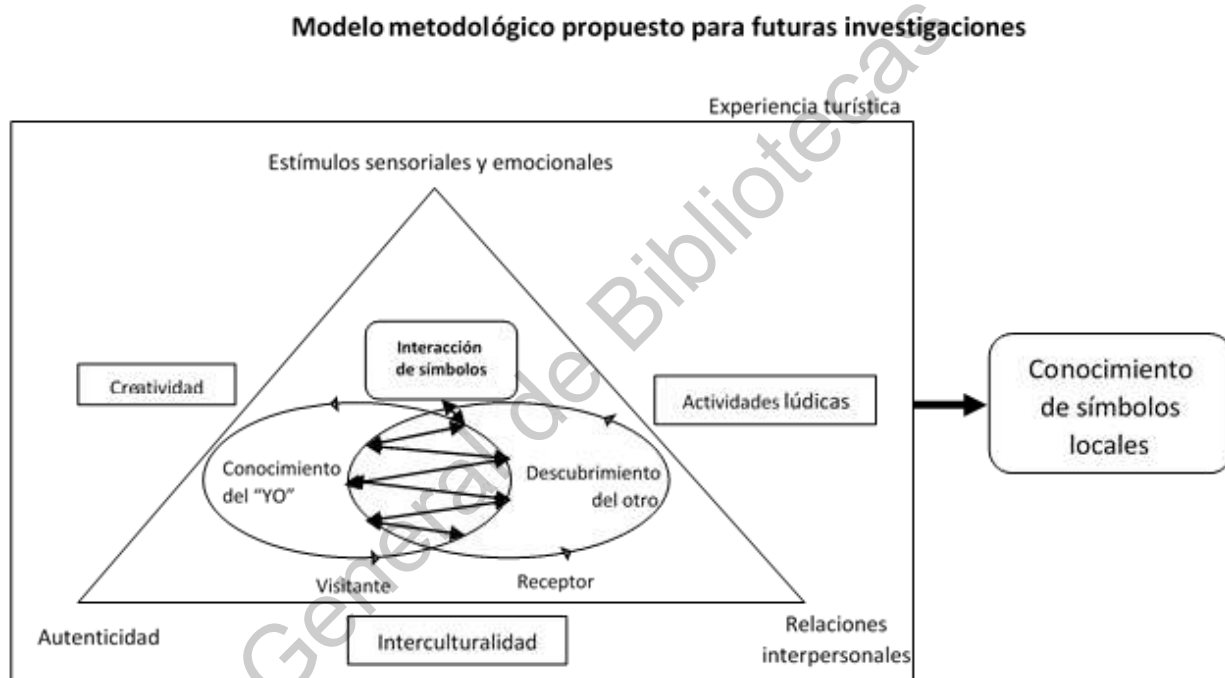 Modelo metodológico propuesto para futuras investigaciones
Experiencia turística
Estímulos sensoriales y emocionales
Interacción
de símbolos
Creatividad
Actividades lúdicas
Conocimiento
de símbolos
locales
Conocimiento
del "YO"
Descubrimiento
del otro
Visitante
Receptor
Autenticidad
Interculturalidad
Relaciones
interpersonales
General de Bibliotecas